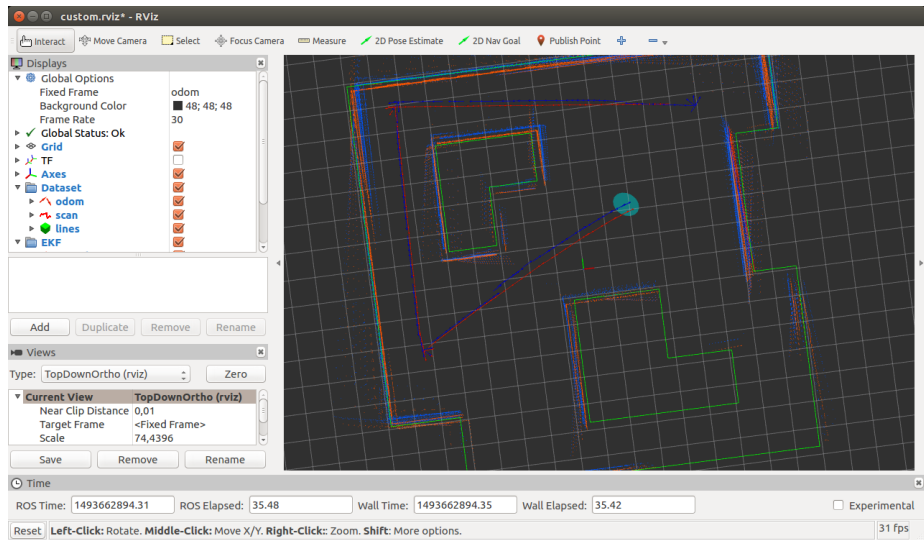 custom.rviz* - RViz
Interact Move Camera Select Focus Camera Measure 2D Pose Estimate 2D Nav Goal Publish Point
Displays
Global Options
Fixed Frame odom
Background Color 48; 48; 48
Frame Rate 30
Global Status: Ok
Grid
TF
Axes
Dataset
odom
scan
lines
EKF
Add Duplicate Remove Rename
Views
Type: TopDownOrtho (rviz) Zero
Current View TopDownOrtho (rviz)
Near Clip Distance 0,01
Target Frame <Fixed Frame>
Scale 74,4396
Save Remove Rename
Time
ROS Time: 1493662894.31 ROS Elapsed: 35.48 Wall Time: 1493662894.35 Wall Elapsed: 35.42 Experimental
Reset Left-Click: Rotate. Middle-Click: Move X/Y. Right-Click:: Zoom. Shift: More options. 31 fps